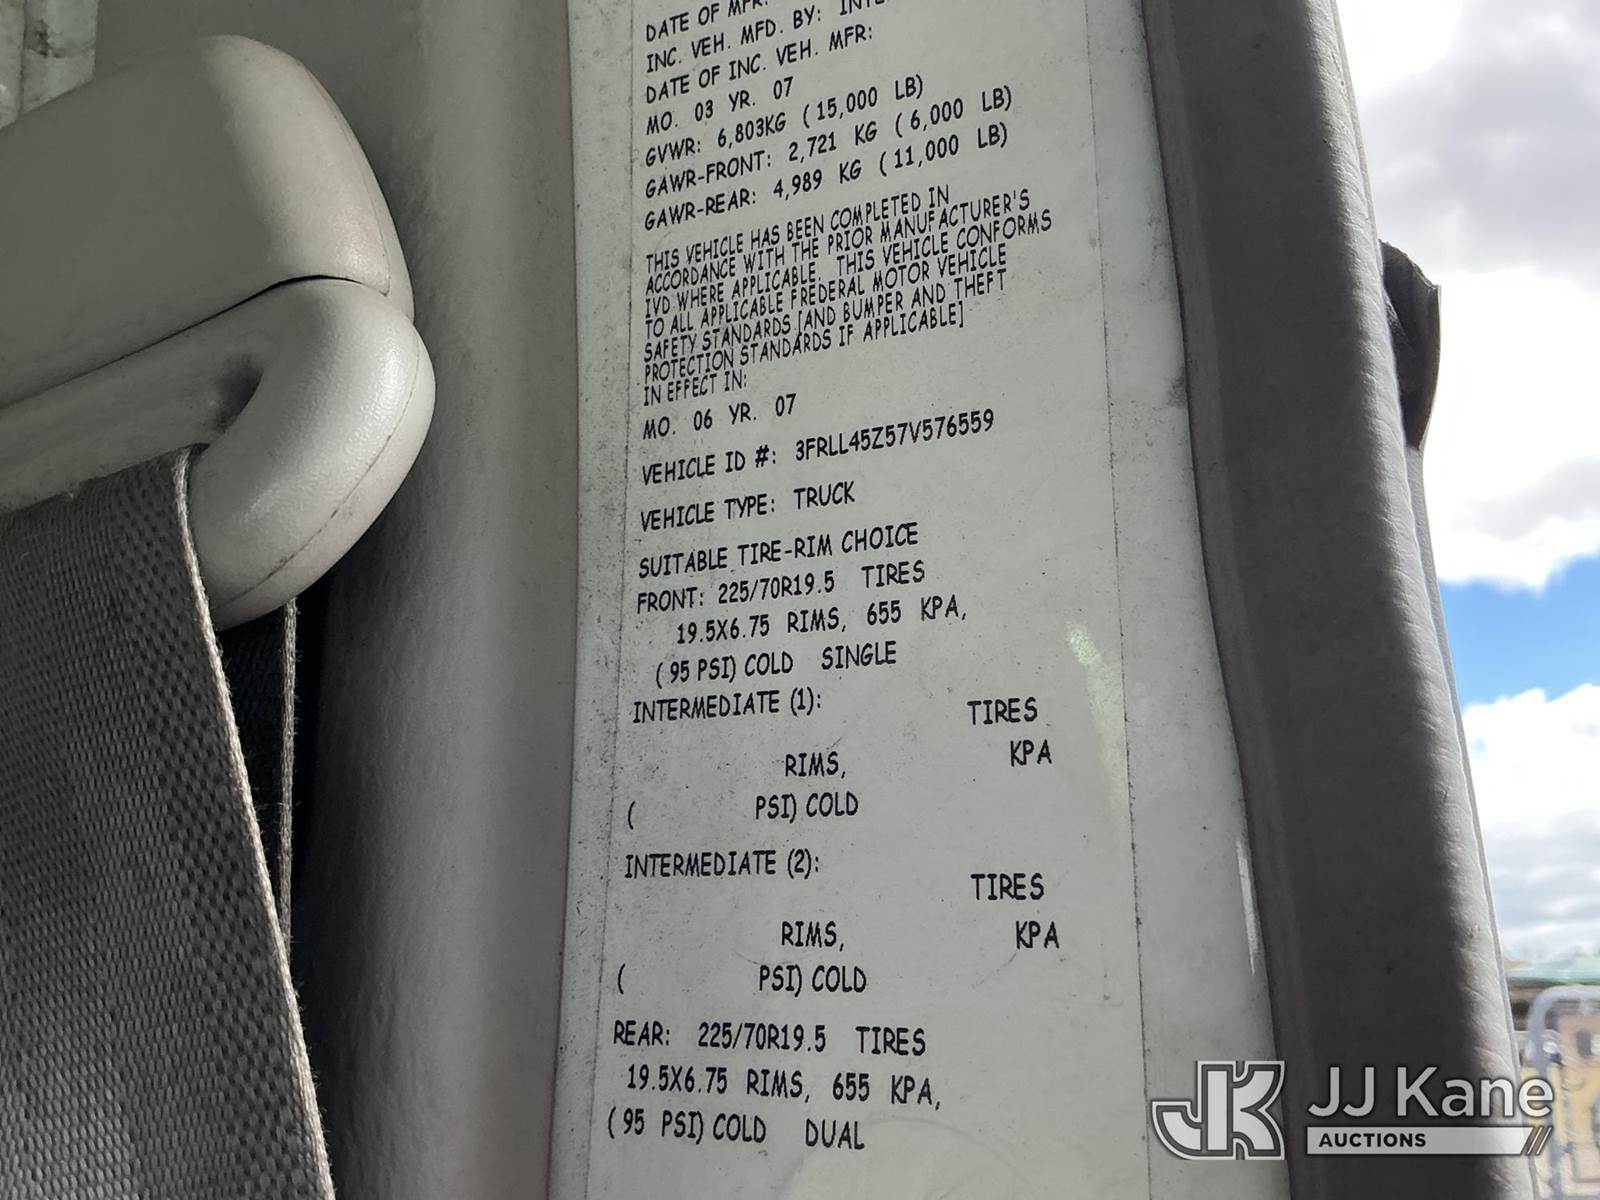 DATE OF MFR:
INC. VEH. MFD. BY:
DATE OF INC. VEH. MFR:
MO. 03 YR. 07
GVWR: 6,803KG (15,000 LB)
GAWR-FRONT: 2,721 KG (6,000 LB)
GAWR-REAR: 4,989 KG (11,000 LB)
THIS VEHICLE HAS BEEN COMPLETED IN
ACCORDANCE WITH THE PRIOR MANUFACTURER'S
IVD WHERE APPLICABLE. THIS VEHICLE CONFORMS
TO ALL APPLICABLE FREDERAL MOTOR VEHICLE
SAFETY STANDARDS [AND BUMPER AND THEFT
PROTECTION STANDARDS IF APPLICABLE]
IN EFFECT IN:
MO. 06 YR. 07
VEHICLE ID #: 3FRLL45Z57V576559
VEHICLE TYPE: TRUCK
SUITABLE TIRE-RIM CHOICE
FRONT: 225/70R19.5 TIRES
19.5X6.75 RIMS, 655 KPA,
(95 PSI) COLD SINGLE
INTERMEDIATE (1): TIRES
RIMS, KPA
( PSI) COLD
INTERMEDIATE (2):
TIRES
RIMS, KPA
( PSI) COLD
REAR: 225/70R19.5 TIRES
19.5X6.75 RIMS, 655 KPA,
(95 PSI) COLD DUAL
JK JJ Kane
AUCTIONS